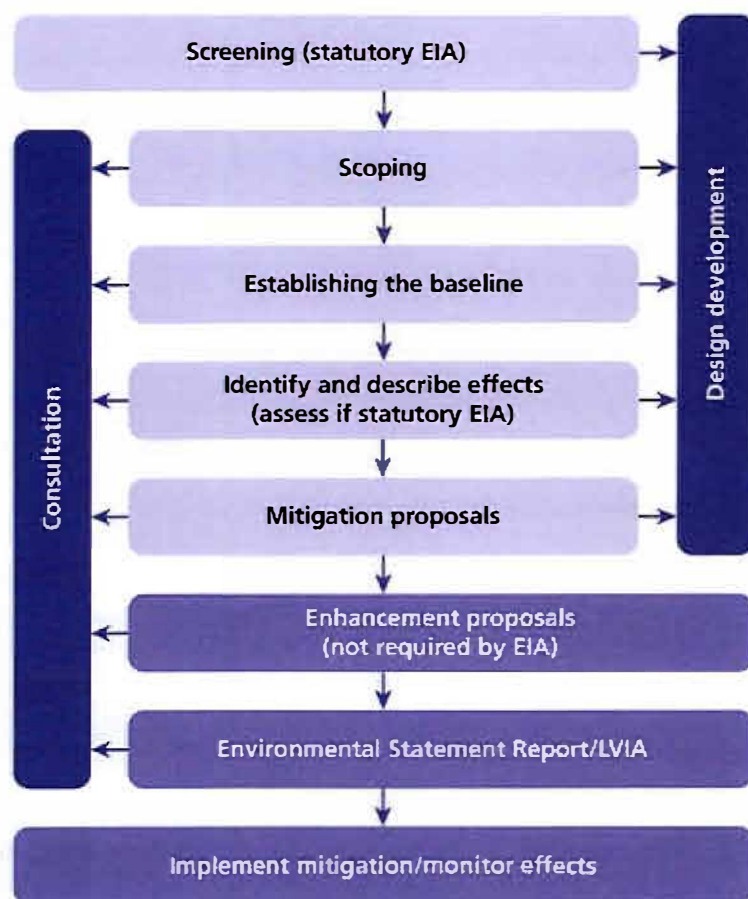 Screening (statutory EIA)
Scoping
Establishing the baseline
Identify and describe effects
(assess if statutory EIA)
Mitigation proposals
Enhancement proposals
(not required by EIA)
Environmental Statement Report/LVIA
Implement mitigation/monitor effects
Consultation
Design development